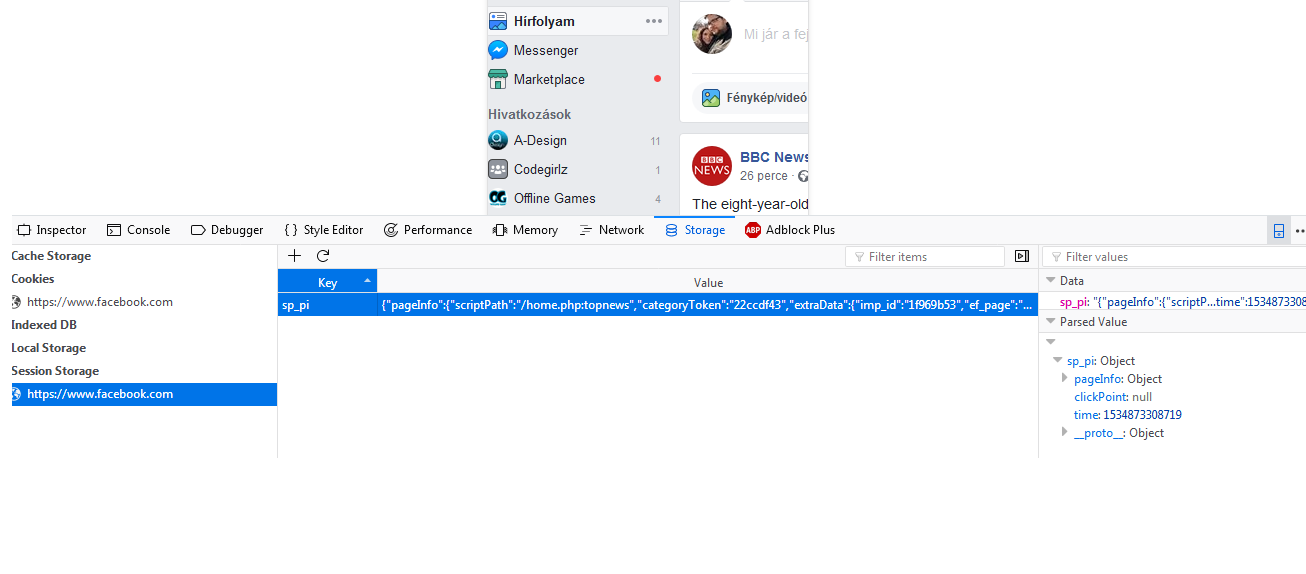 Hírfolyam
Messenger
Marketplace
Hivatkozások
A-Design 11
Codegirlz 1
Offline Games 4
Mi jár a fej
Fénykép/videó
BBC NEWS
BBC News
26 perce ·
The eight-year-old
Inspector Console Debugger { } Style Editor Performance Memory Network Storage ABP Adblock Plus
Cache Storage
Cookies
https://www.facebook.com
Indexed DB
Local Storage
Session Storage
https://www.facebook.com
Filter items
Key Value
sp_pi {"pageInfo":{"scriptPath":"/home.php:topnews","categoryToken":"22ccdf43","extraData":{"imp_id":"1f969b53","ef_page":"...
Filter values
Data
sp_pi: "{"pageInfo":{"scriptP...time":1534873308
Parsed Value
sp_pi: Object
pageInfo: Object
clickPoint: null
time: 1534873308719
__proto__: Object